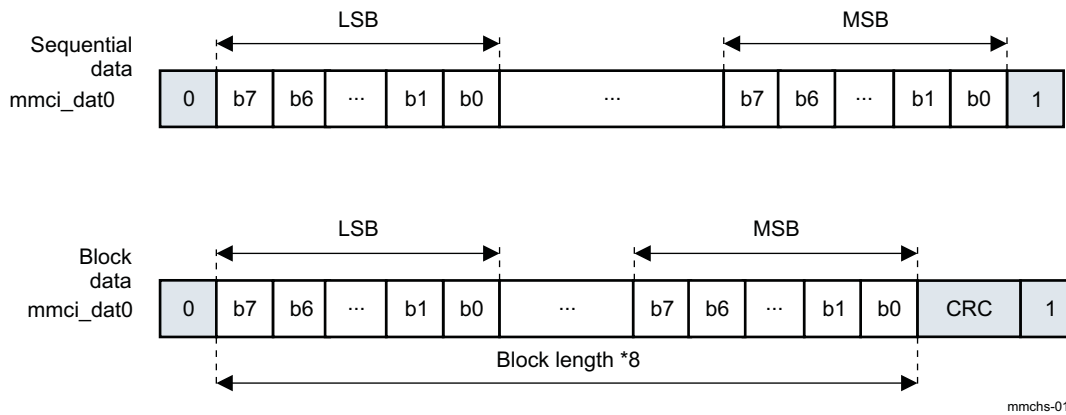 LSB MSB
Sequential
data
mmci_dat0 0 b7 b6 ... b1 b0 ... b7 b6 ... b1 b0 1
LSB MSB
Block
data
mmci_dat0 0 b7 b6 ... b1 b0 ... b7 b6 ... b1 b0 CRC 1
Block length *8